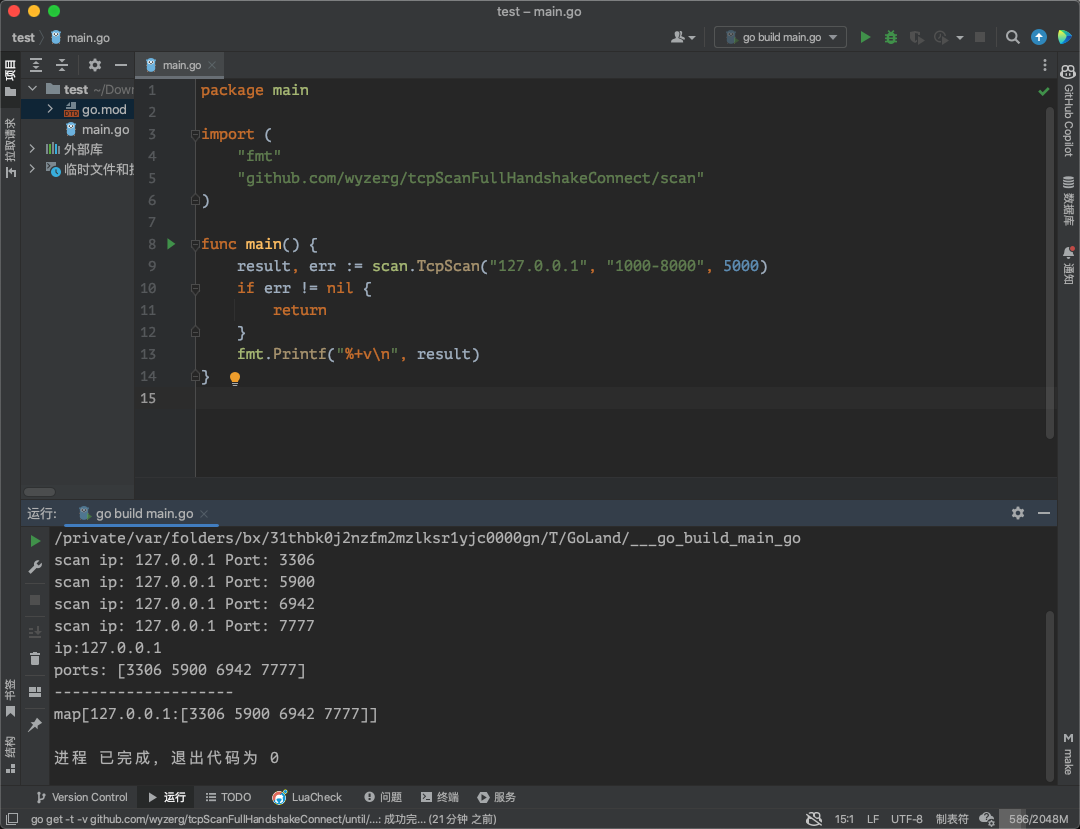 test – main.go
test main.go
go build main.go
项目
拉取请求
test ~/Dow
go.mod
main.go
外部库
临时文件和
main.go
1 package main
2
3 import (
4 "fmt"
5 "github.com/wyzerg/tcpScanFullHandshakeConnect/scan"
6 )
7
8 func main() {
9 result, err := scan.TcpScan("127.0.0.1", "1000-8000", 5000)
10 if err != nil {
11 return
12 }
13 fmt.Printf("%+v\n", result)
14 }
15
GitHub Copilot
数据库
通知
运行: go build main.go
/private/var/folders/bx/31thbk0j2nzfm2mzlksr1yjc0000gn/T/GoLand/___go_build_main_go
scan ip: 127.0.0.1 Port: 3306
scan ip: 127.0.0.1 Port: 5900
scan ip: 127.0.0.1 Port: 6942
scan ip: 127.0.0.1 Port: 7777
ip:127.0.0.1
ports: [3306 5900 6942 7777]
--------------------
map[127.0.0.1:[3306 5900 6942 7777]]
进程 已完成, 退出代码为 0
书签
结构
M make
Version Control 运行 TODO LuaCheck 问题 终端 服务
go get -t -v github.com/wyzerg/tcpScanFullHandshakeConnect/until/...: 成功完... (21 分钟 之前) 15:1 LF UTF-8 制表符 586/2048M